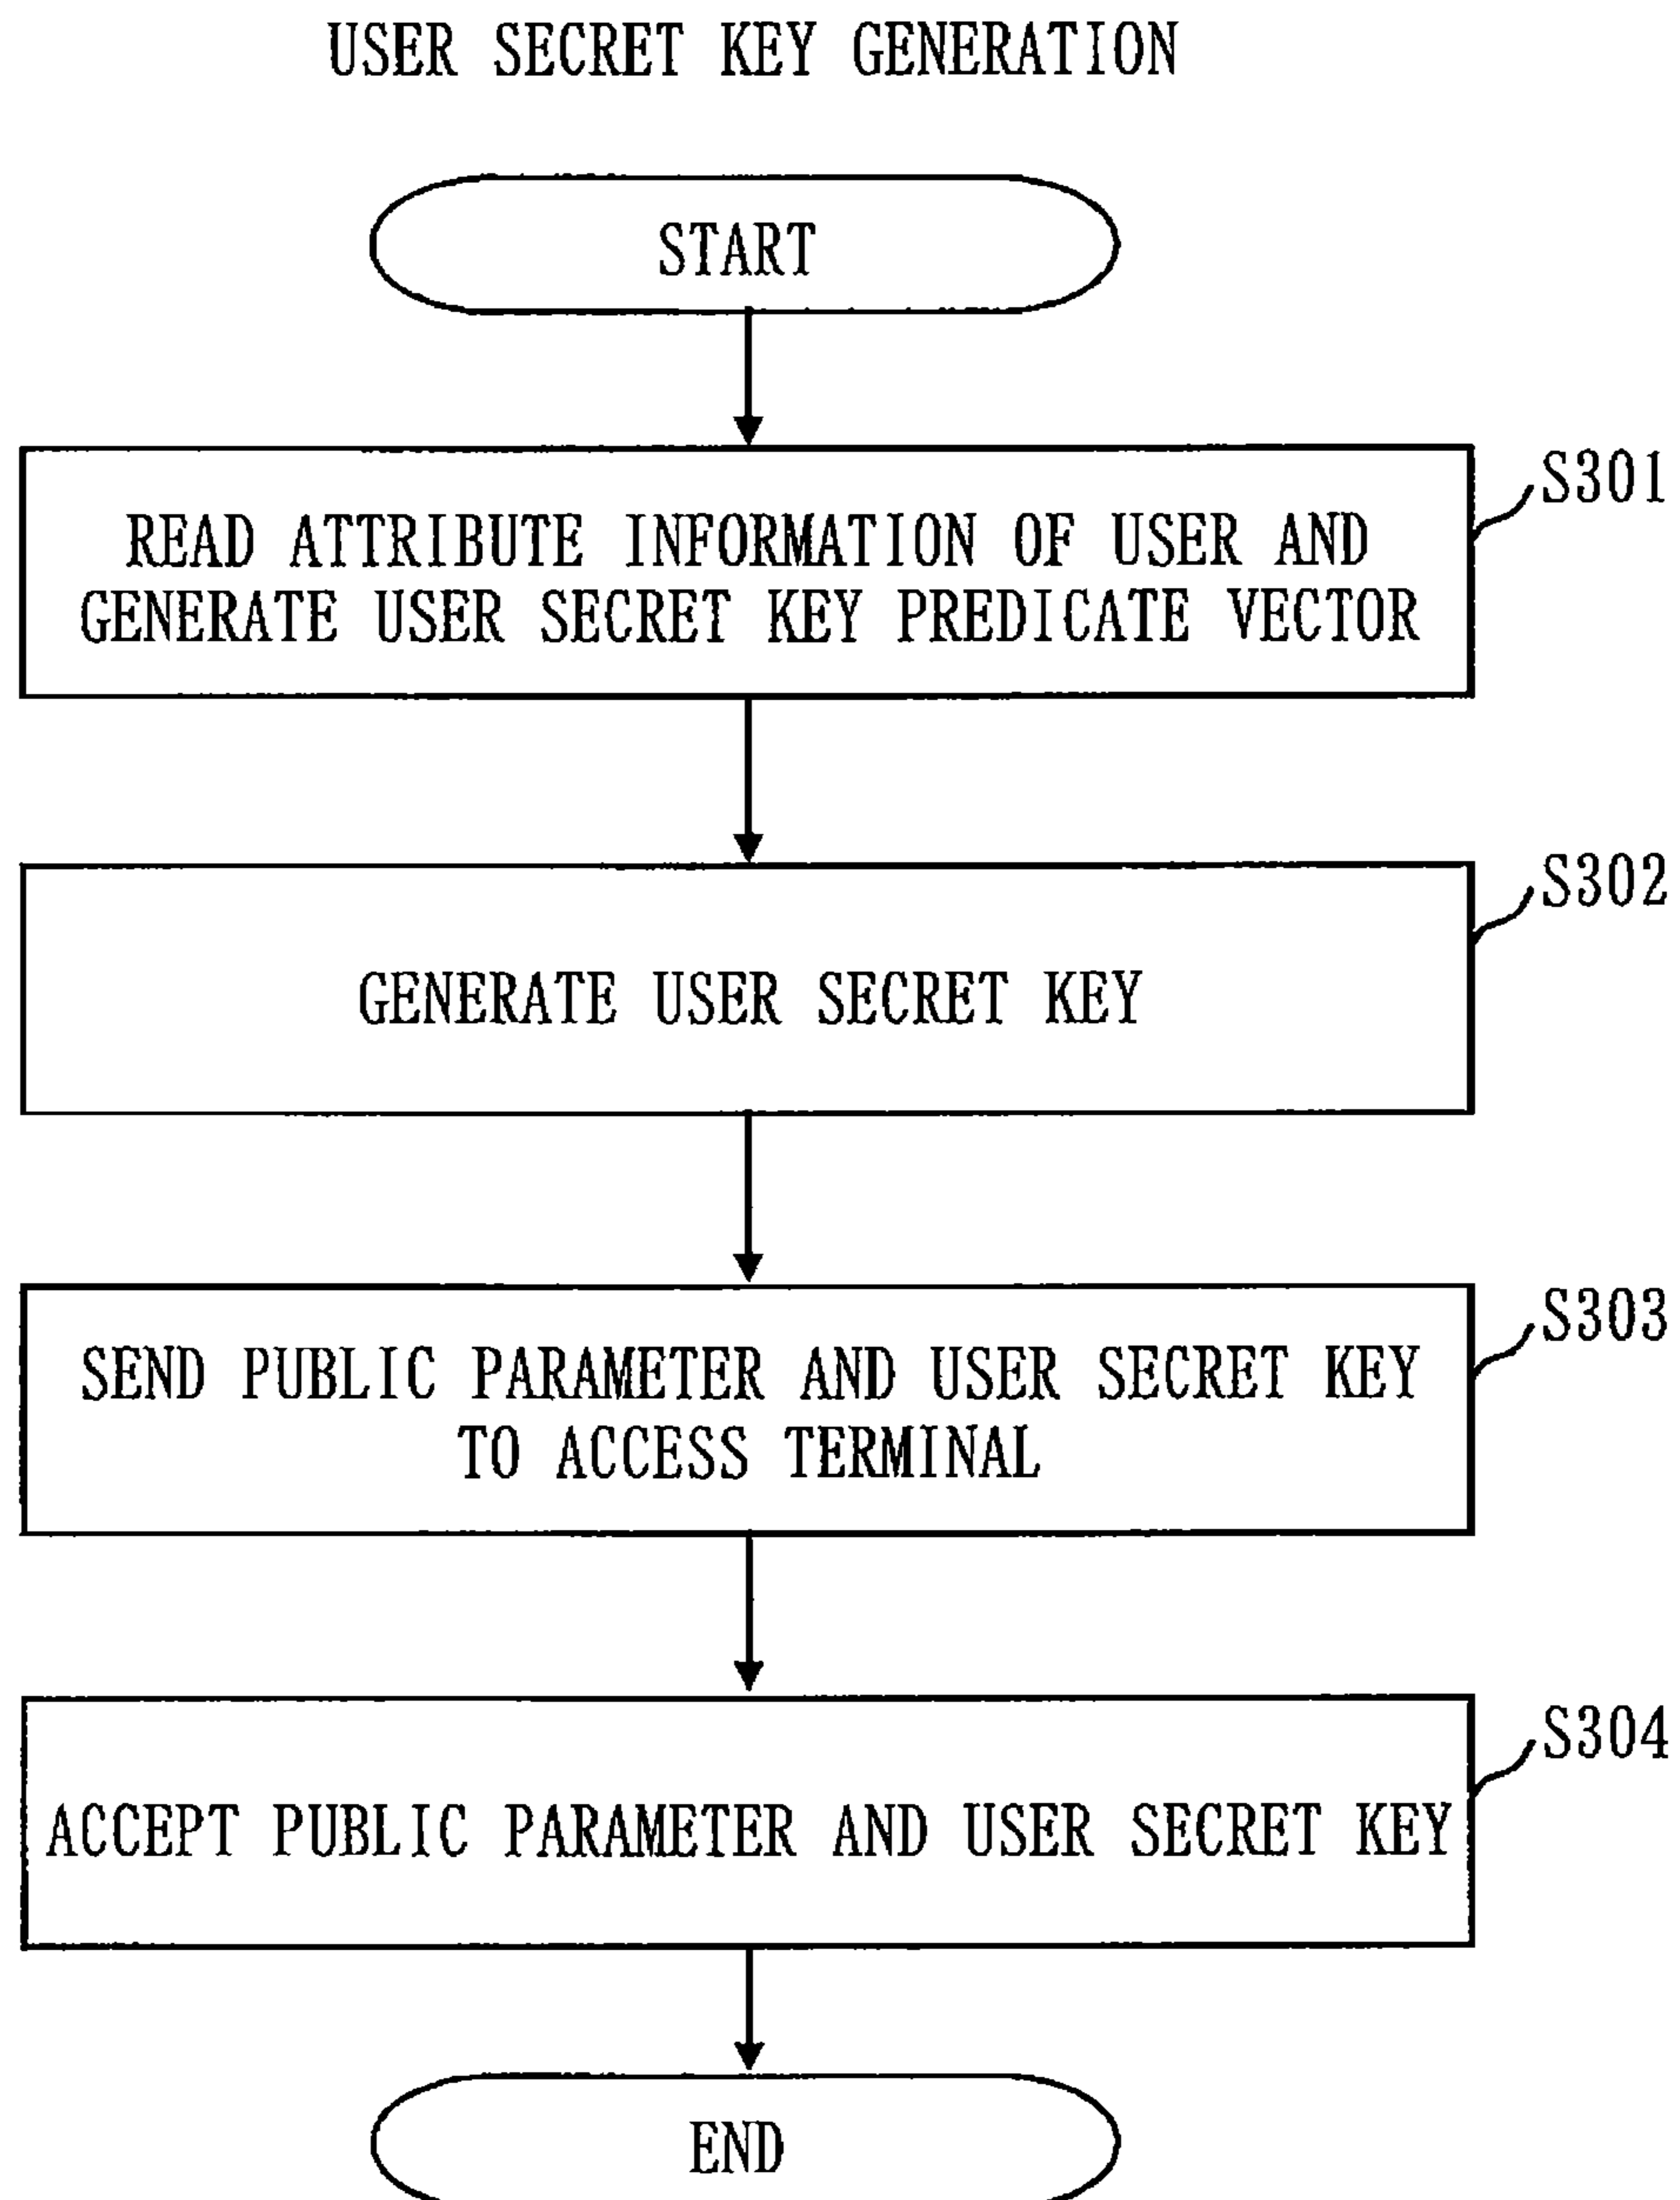 USER SECRET KEY GENERATION
START
S301
READ ATTRIBUTE INFORMATION OF USER AND
GENERATE USER SECRET KEY PREDICATE VECTOR
S302
GENERATE USER SECRET KEY
S303
SEND PUBLIC PARAMETER AND USER SECRET KEY
TO ACCESS TERMINAL
S304
ACCEPT PUBLIC PARAMETER AND USER SECRET KEY
END